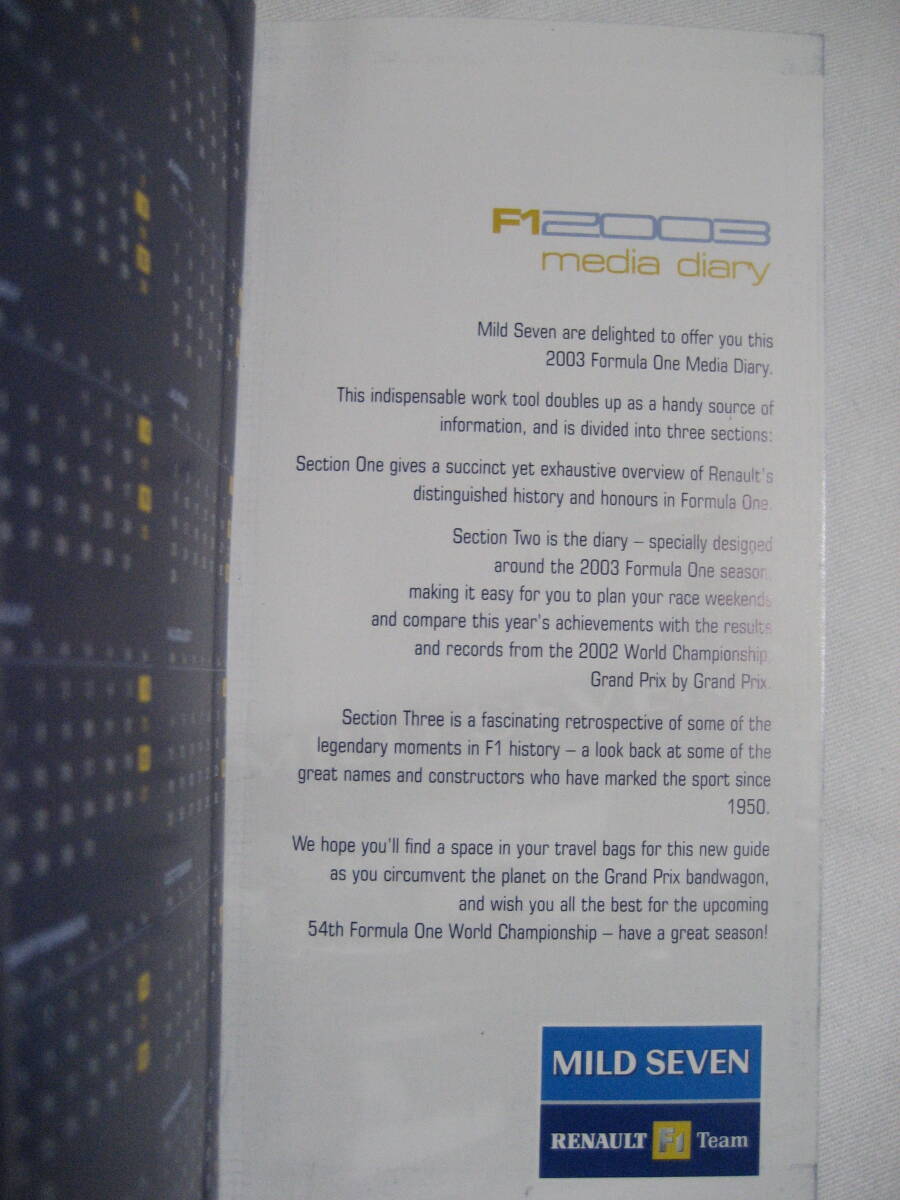 F1 2003
media diary
Mild Seven are delighted to offer you this
2003 Formula One Media Diary.
This indispensable work tool doubles up as a handy source of
information, and is divided into three sections:
Section One gives a succinct yet exhaustive overview of Renault's
distinguished history and honours in Formula One.
Section Two is the diary – specially designed
around the 2003 Formula One season,
making it easy for you to plan your race weekends
and compare this year's achievements with the results
and records from the 2002 World Championship,
Grand Prix by Grand Prix.
Section Three is a fascinating retrospective of some of the
legendary moments in F1 history – a look back at some of the
great names and constructors who have marked the sport since
1950.
We hope you'll find a space in your travel bags for this new guide
as you circumvent the planet on the Grand Prix bandwagon,
and wish you all the best for the upcoming
54th Formula One World Championship – have a great season!
MILD SEVEN
RENAULT F1 Team